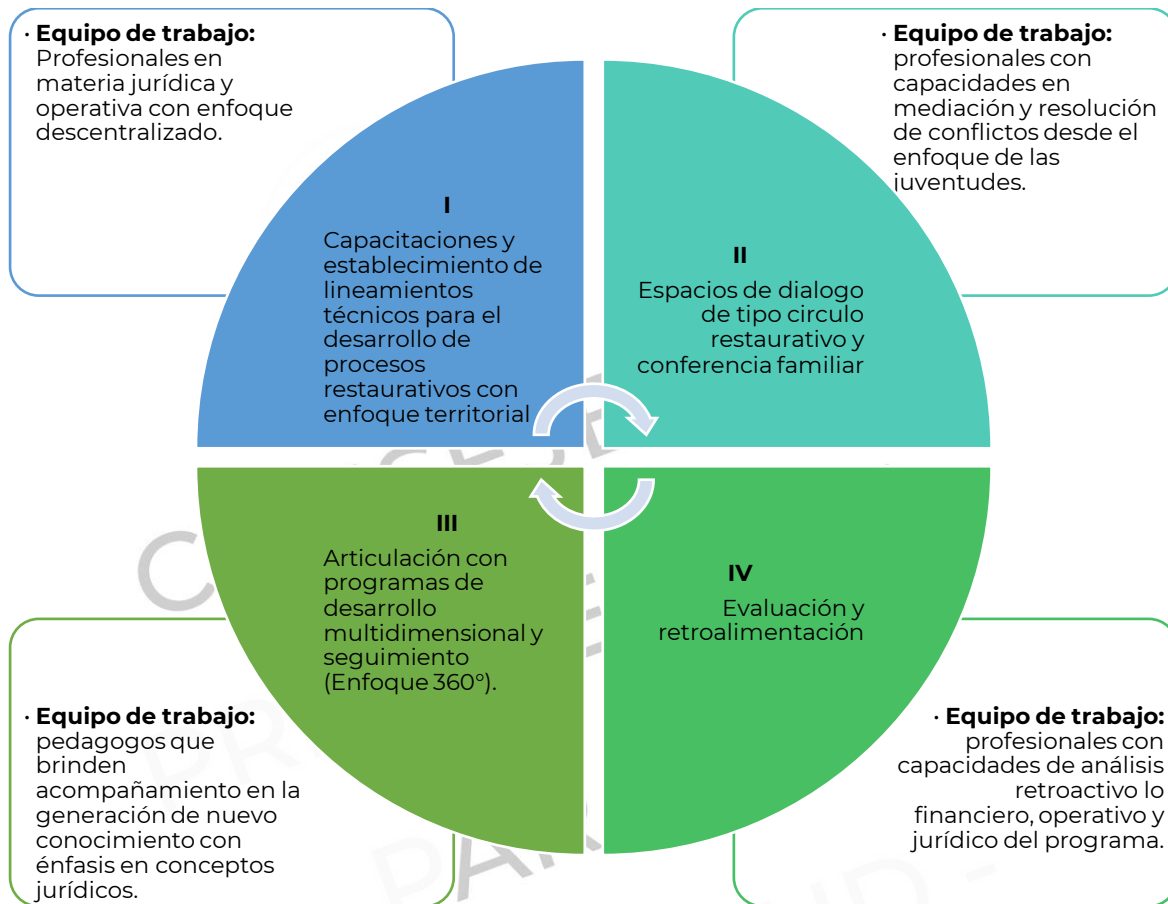 · Equipo de trabajo:
Profesionales en
materia jurídica y
operativa con enfoque
descentralizado.
· Equipo de trabajo:
profesionales con
capacidades en
mediación y resolución
de conflictos desde el
enfoque de las
juventudes.
I
Capacitaciones y
establecimiento de
lineamientos
técnicos para el
desarrollo de
procesos
restaurativos con
enfoque territorial
II
Espacios de dialogo
de tipo circulo
restaurativo y
conferencia familiar
III
Articulación con
programas de
desarrollo
multidimensional y
seguimiento
(Enfoque 360°).
IV
Evaluación y
retroalimentación
· Equipo de trabajo:
pedagogos que
brinden
acompañamiento en la
generación de nuevo
conocimiento con
énfasis en conceptos
jurídicos.
· Equipo de trabajo:
profesionales con
capacidades de análisis
retroactivo lo
financiero, operativo y
jurídico del programa.